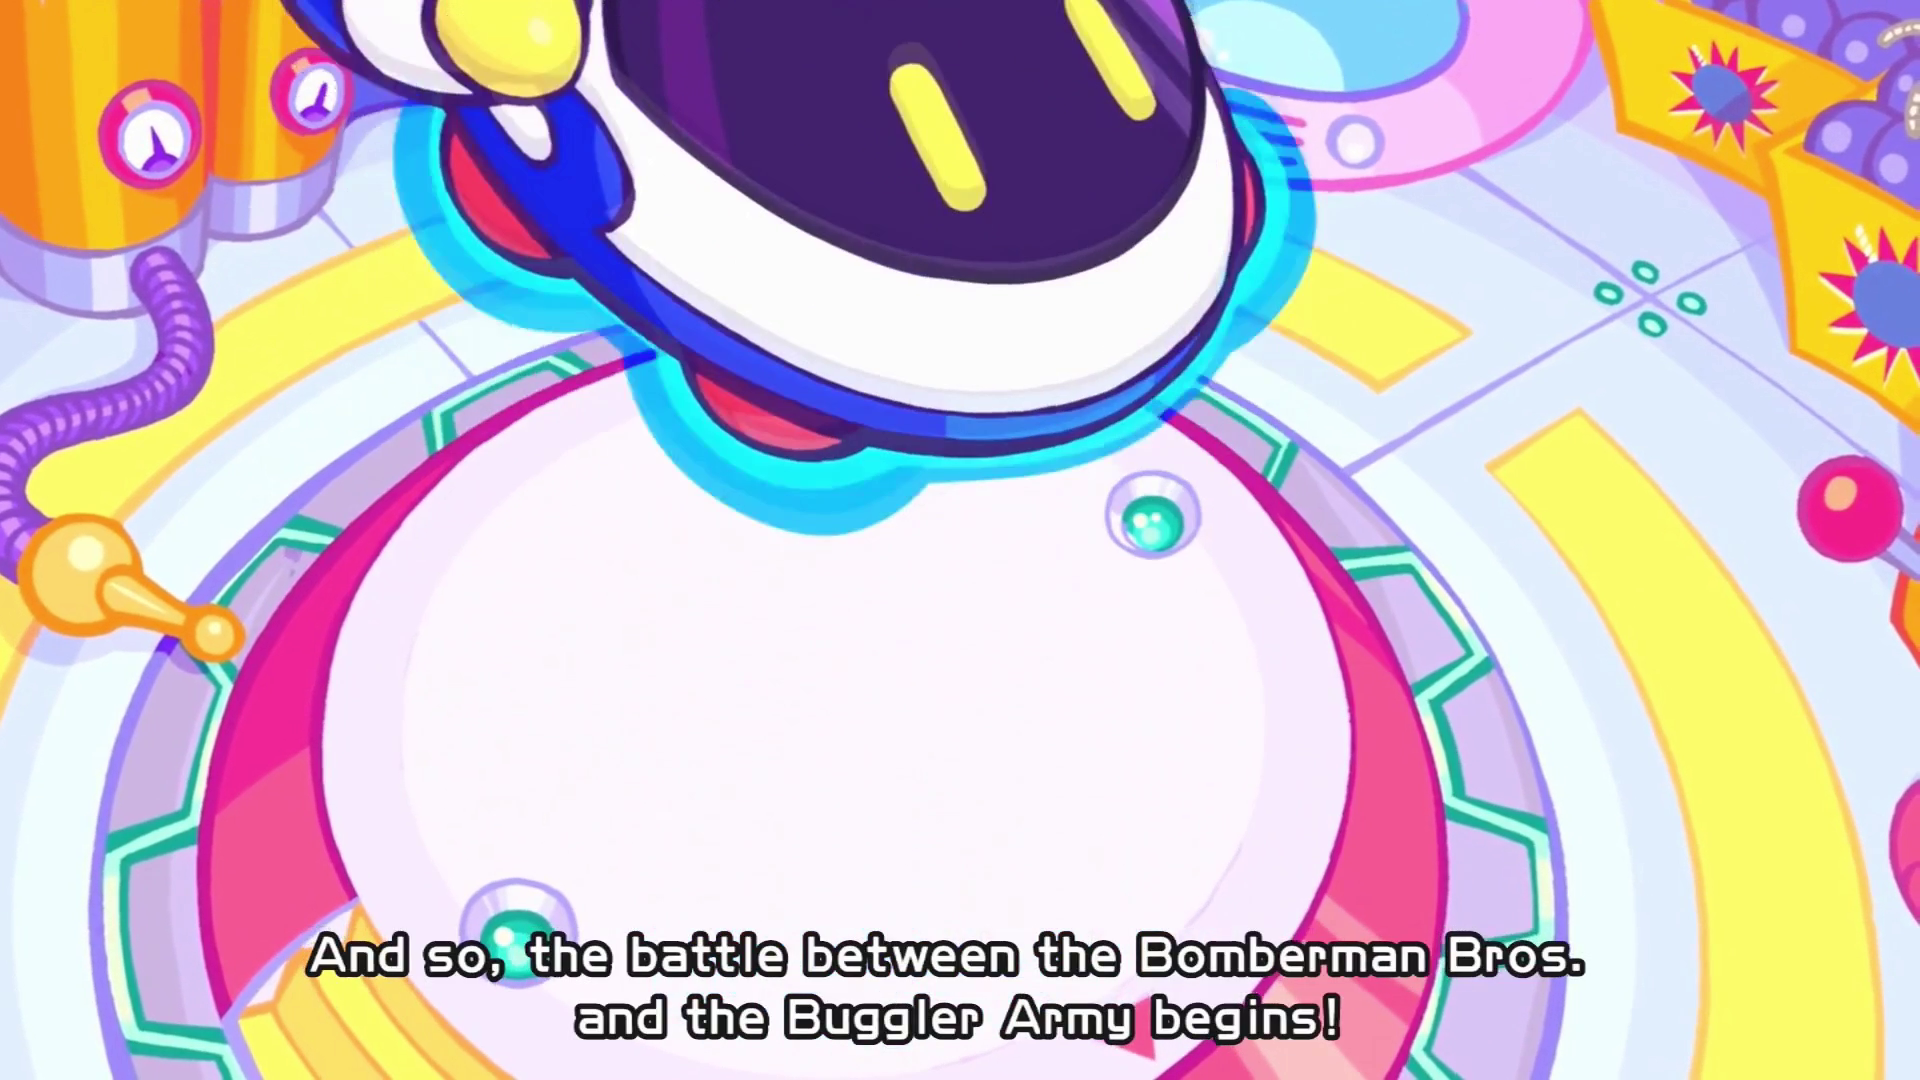 And so, the battle between the Bomberman Bros.
and the Buggler Army begins!